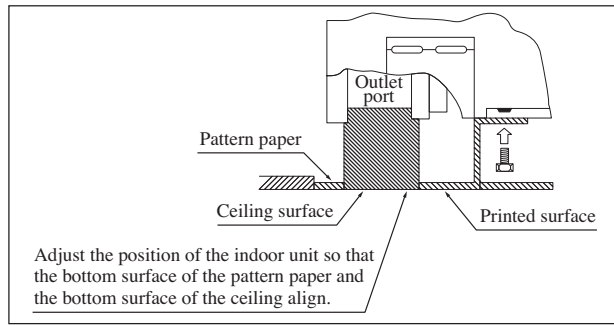 Outlet
port
Pattern paper
Ceiling surface
Printed surface
Adjust the position of the indoor unit so that
the bottom surface of the pattern paper and
the bottom surface of the ceiling align.